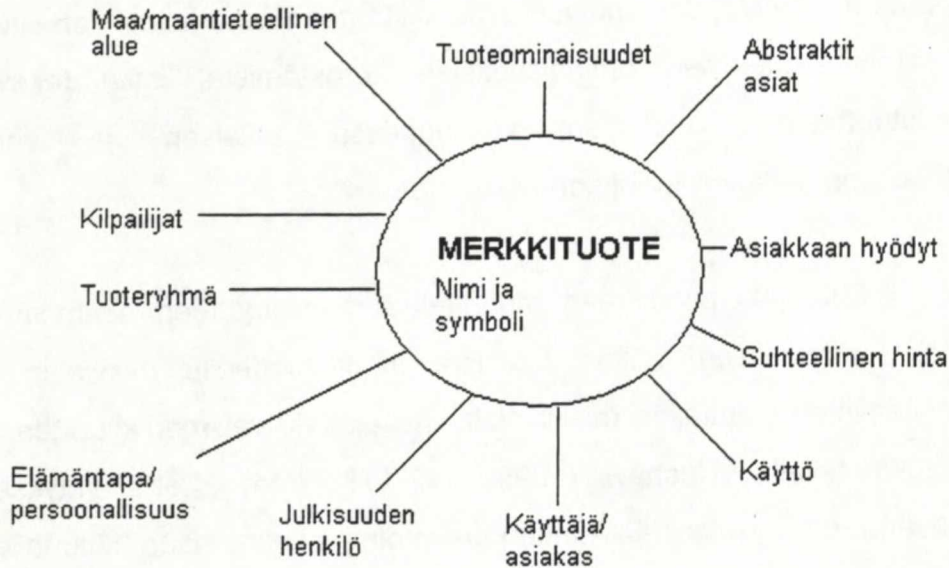 Maa/maantieteellinen
alue
Tuoteominaisuudet
Abstraktit
asiat
Kilpailijat
MERKKITUOTE
Nimi ja
symboli
Asiakkaan hyödyt
Tuoteryhmä
Suhteellinen hinta
Elämäntapa/
persoonallisuus
Julkisuuden
henkilö
Käyttäjä/
asiakas
Käyttö